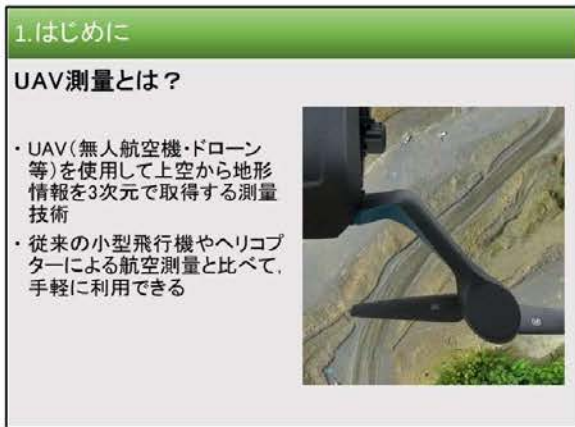 1.はじめに
UAV測量とは？
・UAV（無人航空機・ドローン
等）を使用して上空から地形
情報を3次元で取得する測量
技術
・従来の小型飛行機やヘリコプ
ターによる航空測量と比べて，
手軽に利用できる